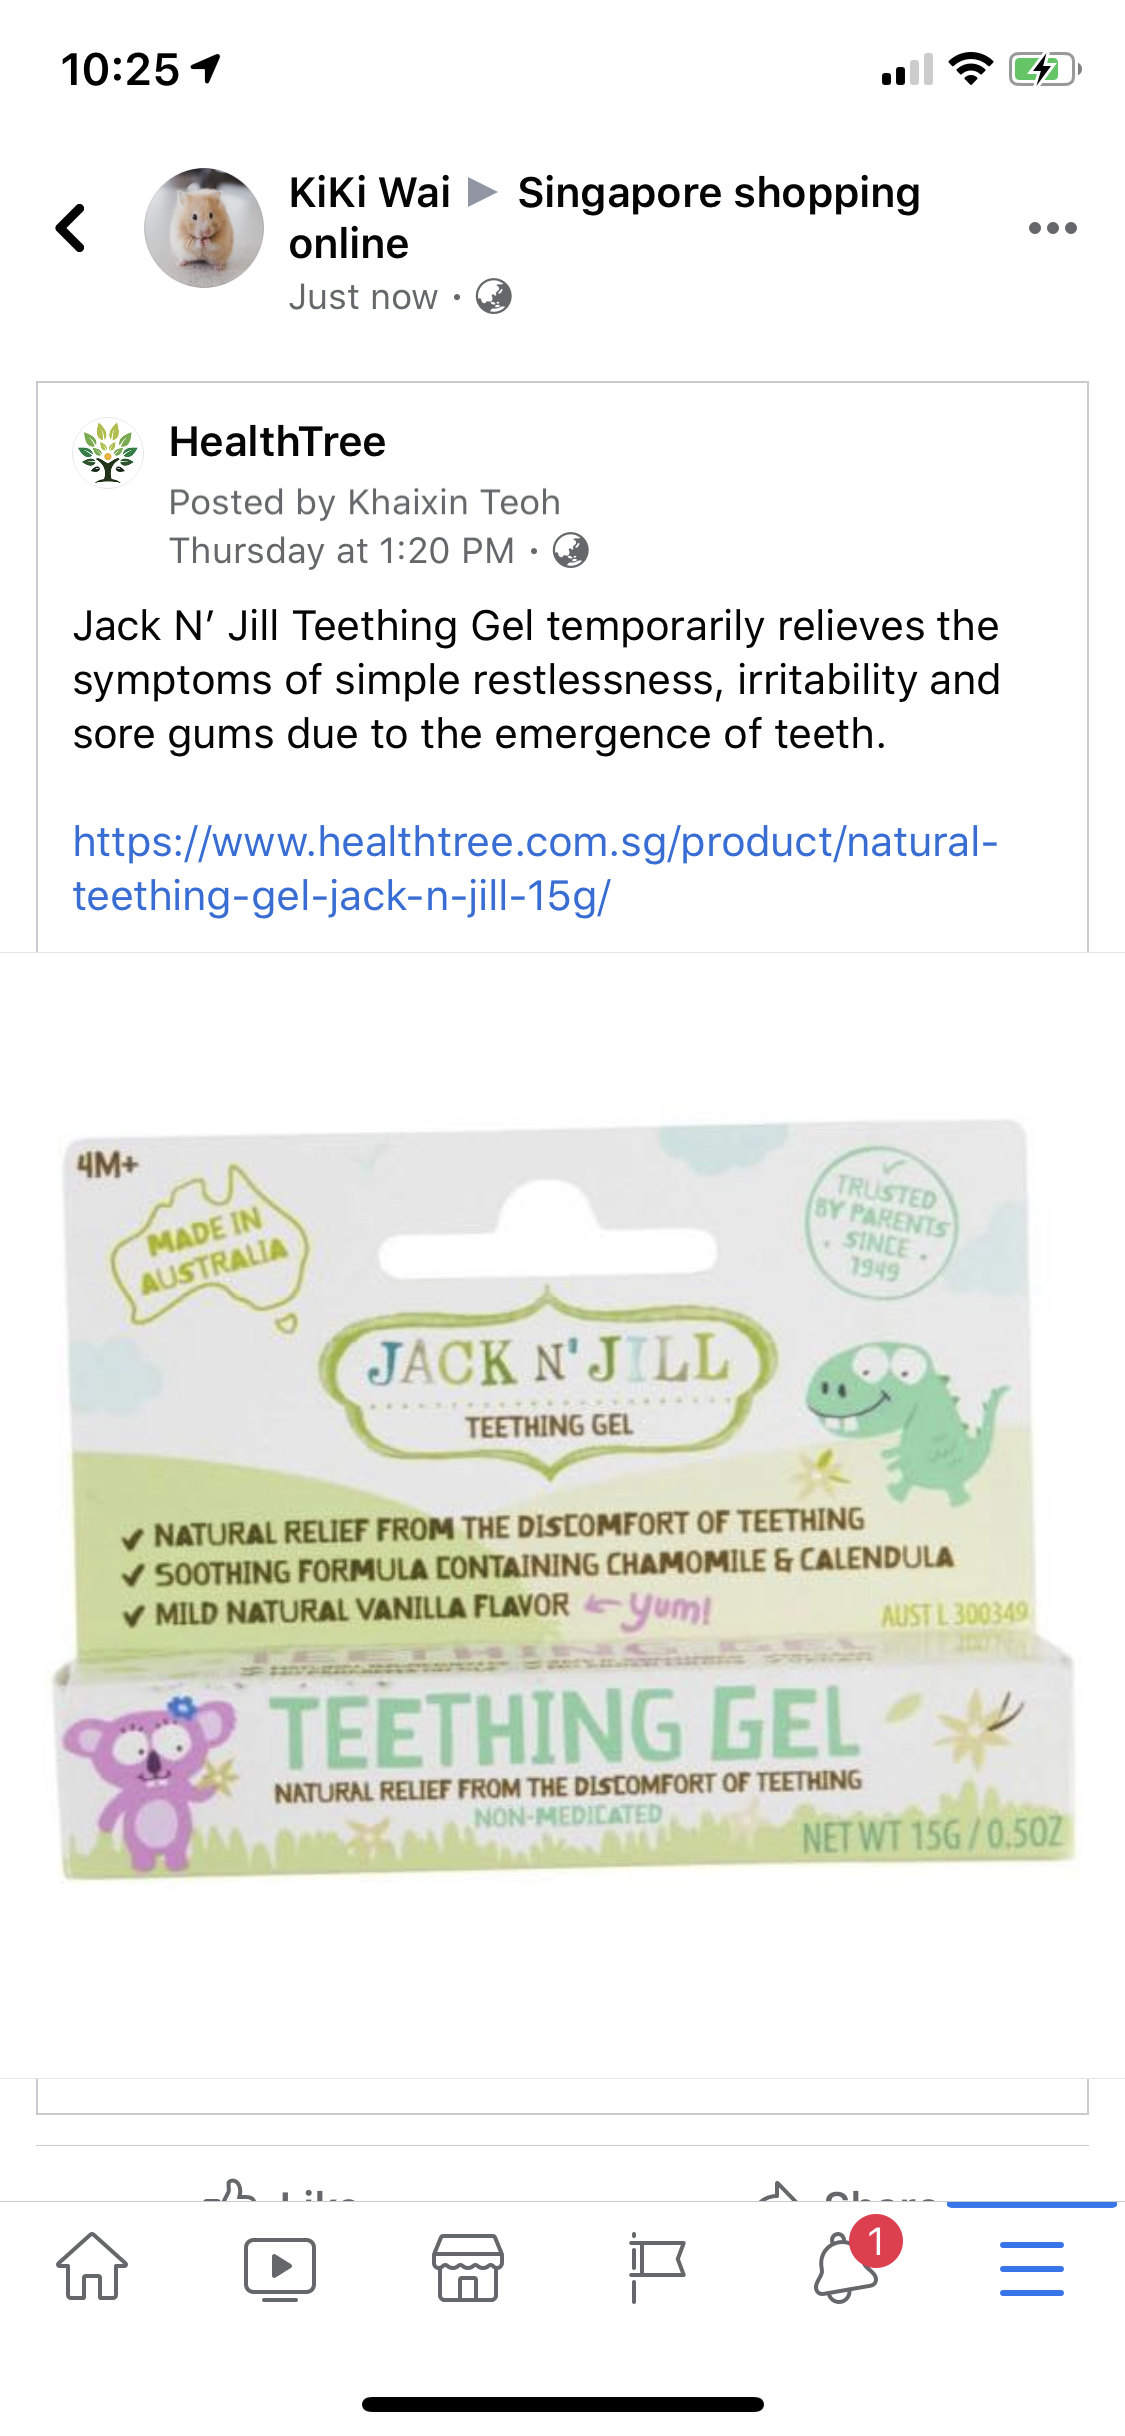 10:25
KiKi Wai ▶ Singapore shopping
online
Just now ·
HealthTree
Posted by Khaixin Teoh
Thursday at 1:20 PM ·
Jack N’ Jill Teething Gel temporarily relieves the
symptoms of simple restlessness, irritability and
sore gums due to the emergence of teeth.
https://www.healthtree.com.sg/product/natural-
teething-gel-jack-n-jill-15g/
4M+
MADE IN
AUSTRALIA
TRUSTED
BY PARENTS
SINCE
1949
JACK N' JILL
TEETHING GEL
NATURAL RELIEF FROM THE DISCOMFORT OF TEETHING
SOOTHING FORMULA CONTAINING CHAMOMILE & CALENDULA
MILD NATURAL VANILLA FLAVOR Yum!
AUST L 300349
TEETHING GEL
TEETHING GEL
NATURAL RELIEF FROM THE DISCOMFORT OF TEETHING
NON-MEDICATED
NET WT 15G / 0.5OZ
Like
Share
1